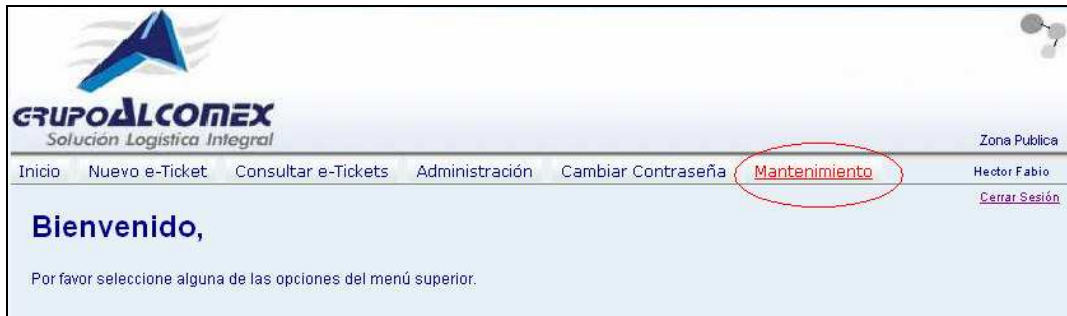 GRUPOALCOMEX
Solución Logística Integral
Zona Publica
Inicio Nuevo e-Ticket Consultar e-Tickets Administración Cambiar Contraseña Mantenimiento Hector Fabio
Cerrar Sesión
Bienvenido,
Por favor seleccione alguna de las opciones del menú superior.